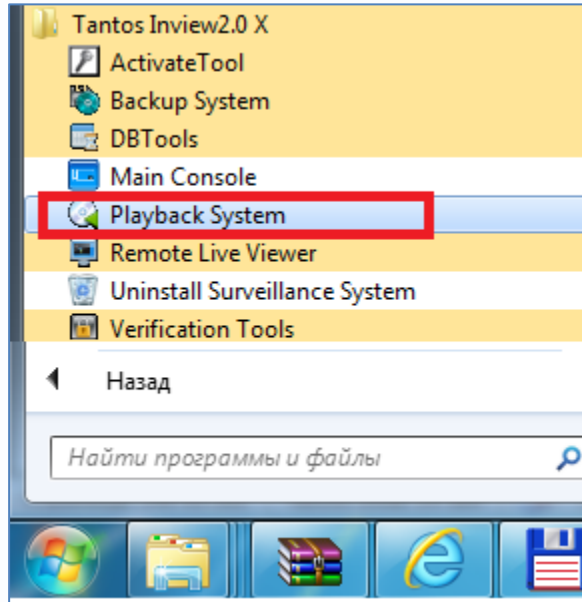 Tantos Inview2.0 X
ActivateTool
Backup System
DBTools
Main Console
Playback System
Remote Live Viewer
Uninstall Surveillance System
Verification Tools
Назад
Найти программы и файлы